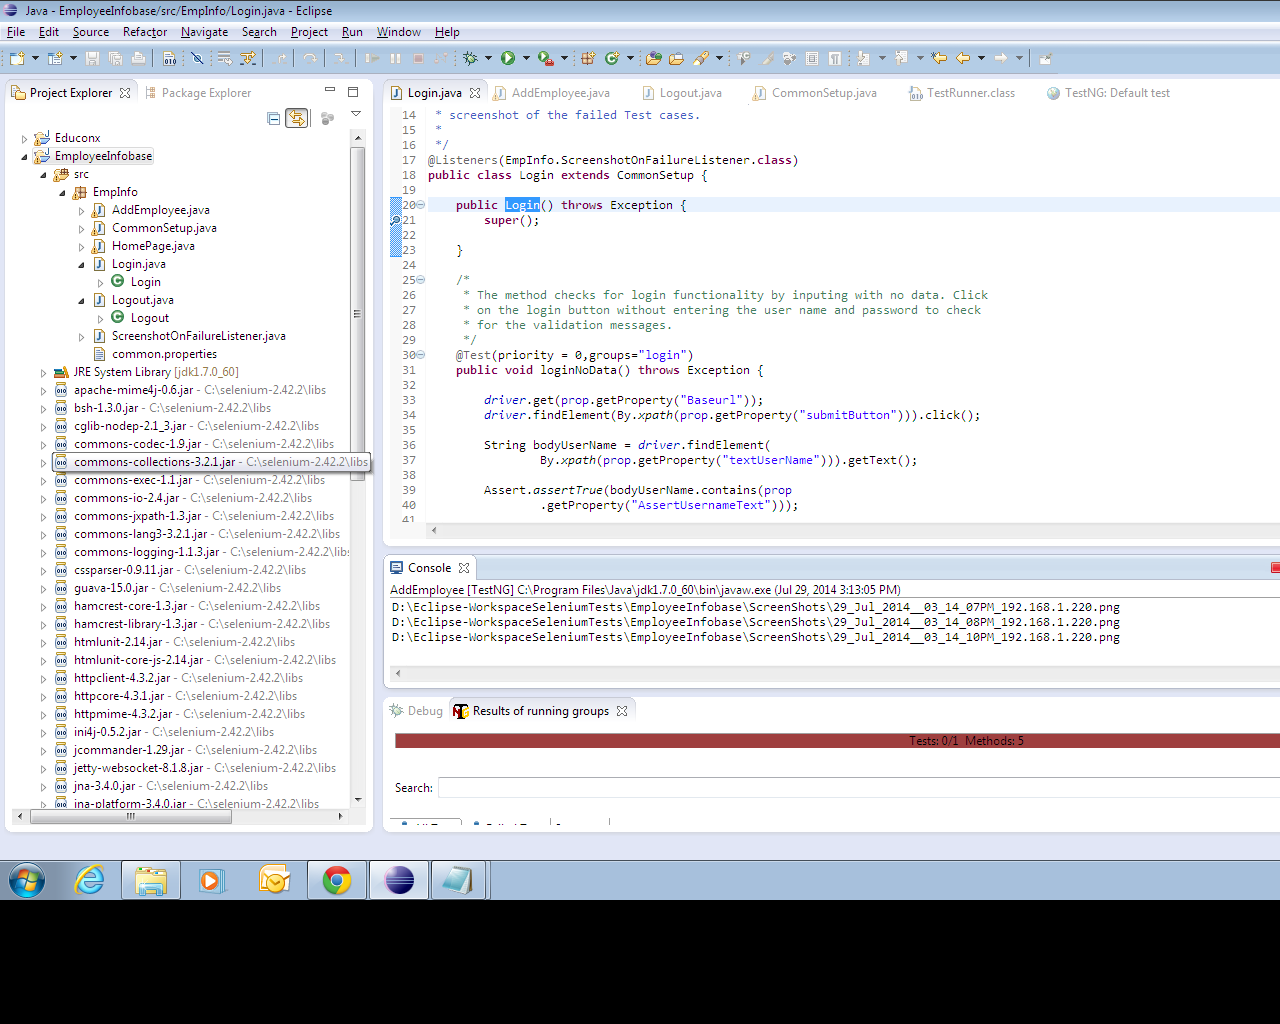 Java - EmployeeInfobase/src/EmpInfo/Login.java - Eclipse
File Edit Source Refactor Navigate Search Project Run Window Help
Project Explorer
Package Explorer
Educonx
EmployeeInfobase
src
EmpInfo
AddEmployee.java
CommonSetup.java
HomePage.java
Login.java
Login
Logout.java
Logout
ScreenshotOnFailureListener.java
common.properties
JRE System Library [jdk1.7.0_60]
apache-mime4j-0.6.jar - C:\selenium-2.42.2\libs
bsh-1.3.0.jar - C:\selenium-2.42.2\libs
cglib-nodep-2.1_3.jar - C:\selenium-2.42.2\libs
commons-codec-1.9.jar - C:\selenium-2.42.2\libs
commons-collections-3.2.1.jar - C:\selenium-2.42.2\libs
commons-exec-1.1.jar - C:\selenium-2.42.2\libs
commons-io-2.4.jar - C:\selenium-2.42.2\libs
commons-jxpath-1.3.jar - C:\selenium-2.42.2\libs
commons-lang3-3.2.1.jar - C:\selenium-2.42.2\libs
commons-logging-1.1.3.jar - C:\selenium-2.42.2\lib
cssparser-0.9.11.jar - C:\selenium-2.42.2\libs
guava-15.0.jar - C:\selenium-2.42.2\libs
hamcrest-core-1.3.jar - C:\selenium-2.42.2\libs
hamcrest-library-1.3.jar - C:\selenium-2.42.2\libs
htmlunit-2.14.jar - C:\selenium-2.42.2\libs
htmlunit-core-js-2.14.jar - C:\selenium-2.42.2\libs
httpclient-4.3.2.jar - C:\selenium-2.42.2\libs
httpcore-4.3.1.jar - C:\selenium-2.42.2\libs
httpmime-4.3.2.jar - C:\selenium-2.42.2\libs
ini4j-0.5.2.jar - C:\selenium-2.42.2\libs
jcommander-1.29.jar - C:\selenium-2.42.2\libs
jetty-websocket-8.1.8.jar - C:\selenium-2.42.2\libs
jna-3.4.0.jar - C:\selenium-2.42.2\libs
jna-platform-3.4.0.jar - C:\selenium-2.42.2\libs
Login.java AddEmployee.java Logout.java CommonSetup.java TestRunner.class TestNG: Default test
14 * screenshot of the failed Test cases.
15 *
16 */
17 @Listeners(EmpInfo.ScreenshotOnFailureListener.class)
18 public class Login extends CommonSetup {
19
20 public Login() throws Exception {
21 super();
22
23 }
24
25 /*
26 * The method checks for login functionality by inputing with no data. Click
27 * on the login button without entering the user name and password to check
28 * for the validation messages.
29 */
30 @Test(priority = 0,groups="login")
31 public void loginNoData() throws Exception {
32
33 driver.get(prop.getProperty("Baseurl"));
34 driver.findElement(By.xpath(prop.getProperty("submitButton"))).click();
35
36 String bodyUserName = driver.findElement(
37 By.xpath(prop.getProperty("textUserName"))).getText();
38
39 Assert.assertTrue(bodyUserName.contains(prop
40 .getProperty("AssertUsernameText")));
41
Console
AddEmployee [TestNG] C:\Program Files\Java\jdk1.7.0_60\bin\javaw.exe (Jul 29, 2014 3:13:05 PM)
D:\Eclipse-WorkspaceSeleniumTests\EmployeeInfobase\ScreenShots\29_Jul_2014__03_14_07PM_192.168.1.220.png
D:\Eclipse-WorkspaceSeleniumTests\EmployeeInfobase\ScreenShots\29_Jul_2014__03_14_08PM_192.168.1.220.png
D:\Eclipse-WorkspaceSeleniumTests\EmployeeInfobase\ScreenShots\29_Jul_2014__03_14_10PM_192.168.1.220.png
Debug Results of running groups
Tests: 0/1 Methods: 5
Search: